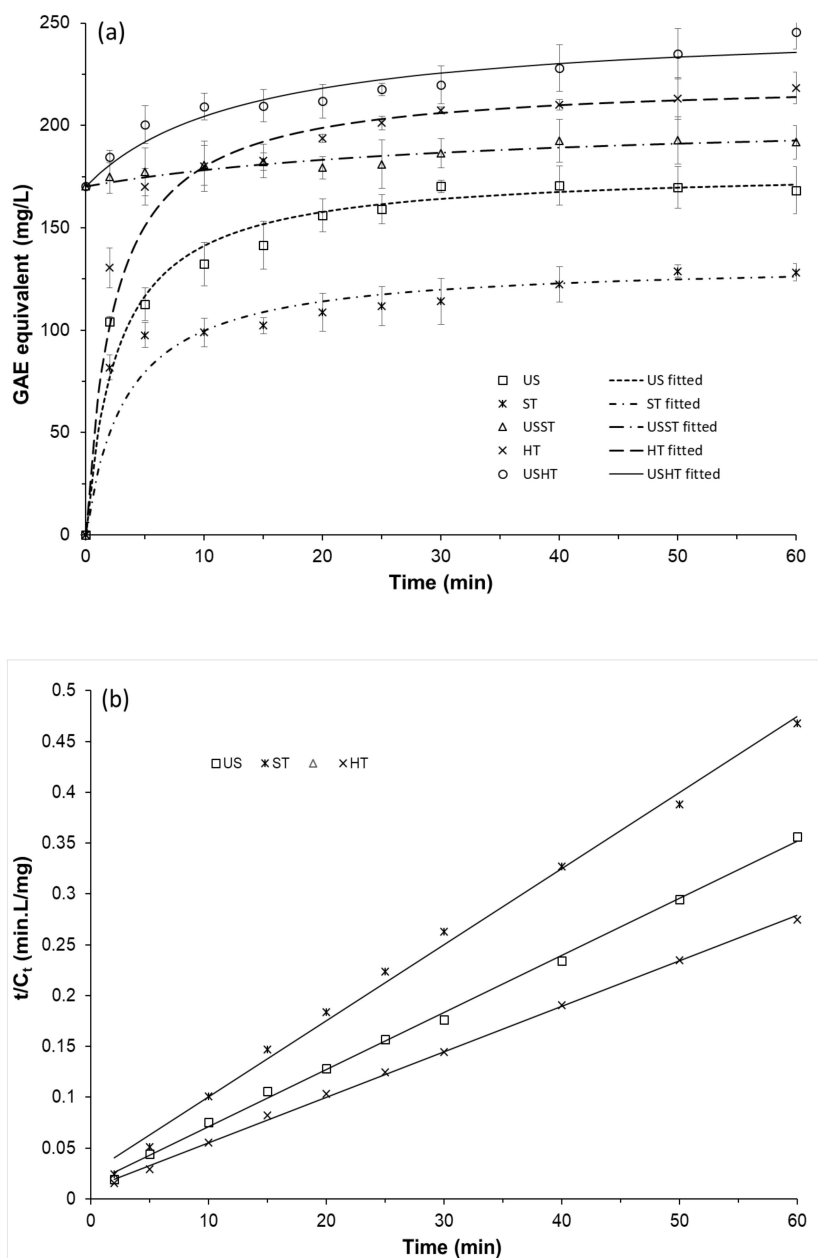 (a)
250
200
150
100
50
0
GAE equivalent (mg/L)
US US fitted
ST ST fitted
USST USST fitted
HT HT fitted
USHT USHT fitted
0 10 20 30 40 50 60
Time (min)
(b)
0.5
0.45
0.4
0.35
0.3
0.25
0.2
0.15
0.1
0.05
0
t/Ct (min.L/mg)
US ST HT
0 10 20 30 40 50 60
Time (min)